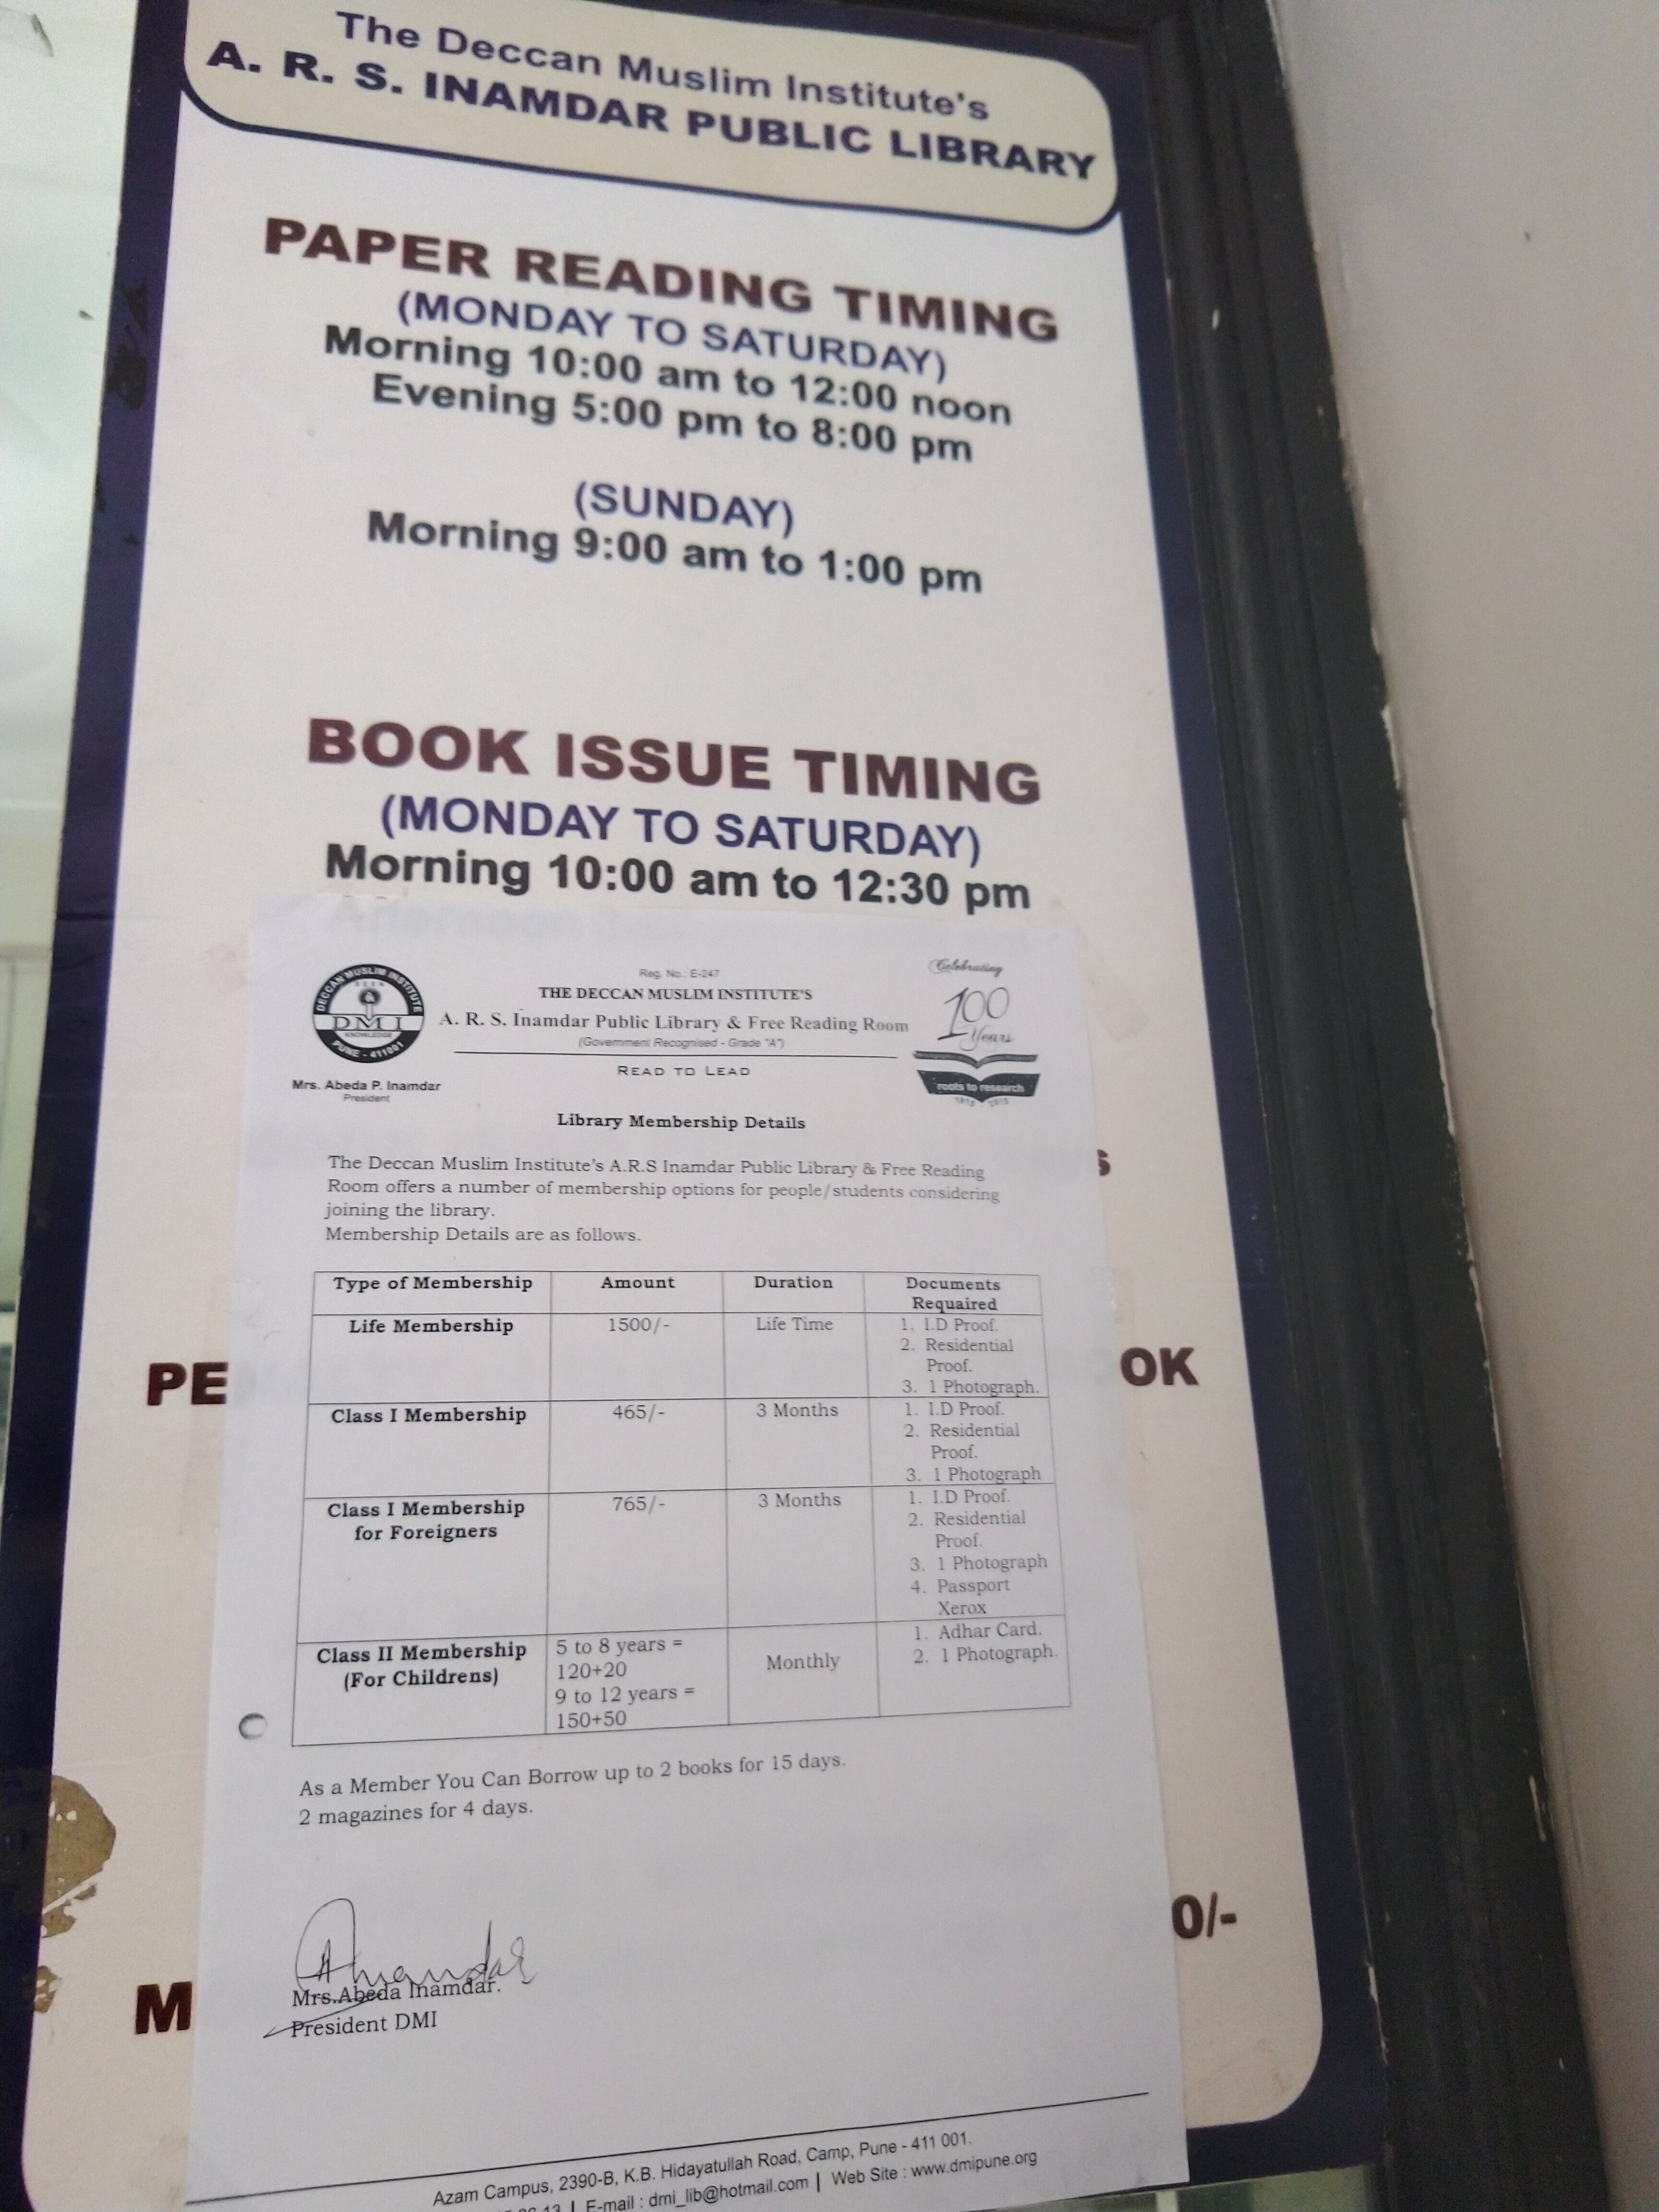 The Deccan Muslim Institute's
A. R. S. INAMDAR PUBLIC LIBRARY
PAPER READING TIMING
(MONDAY TO SATURDAY)
Morning 10:00 am to 12:00 noon
Evening 5:00 pm to 8:00 pm
(SUNDAY)
Morning 9:00 am to 1:00 pm
BOOK ISSUE TIMING
(MONDAY TO SATURDAY)
Morning 10:00 am to 12:30 pm
DECCAN MUSLIM INSTITUTE
DMI
KNOWLEDGE
PUNE - 411001
Mrs. Abeda P. Inamdar
President
Reg. No.: E-247
THE DECCAN MUSLIM INSTITUTE'S
A. R. S. Inamdar Public Library & Free Reading Room
(Government Recognised - Grade "A")
READ TO LEAD
Celebrating
100
Years
roots to research
Library Membership Details
The Deccan Muslim Institute's A.R.S Inamdar Public Library & Free Reading
Room offers a number of membership options for people/students considering
joining the library.
Membership Details are as follows.
Type of Membership Amount Duration Documents
Requaired
Life Membership 1500/- Life Time 1. I.D Proof.
2. Residential
Proof.
3. 1 Photograph.
Class I Membership 465/- 3 Months 1. I.D Proof.
2. Residential
Proof.
3. 1 Photograph
Class I Membership 765/- 3 Months 1. I.D Proof.
for Foreigners 2. Residential
Proof.
3. 1 Photograph
4. Passport
Xerox
Class II Membership 5 to 8 years = Monthly 1. Adhar Card.
(For Childrens) 120+20 2. 1 Photograph.
9 to 12 years =
150+50
As a Member You Can Borrow up to 2 books for 15 days.
2 magazines for 4 days.
Mrs.Abeda Inamdar.
President DMI
PE
OK
S
0/-
M
Azam Campus, 2390-B, K.B. Hidayatullah Road, Camp, Pune - 411 001.
E-mail : dmi_lib@hotmail.com | Web Site : www.dmipune.org